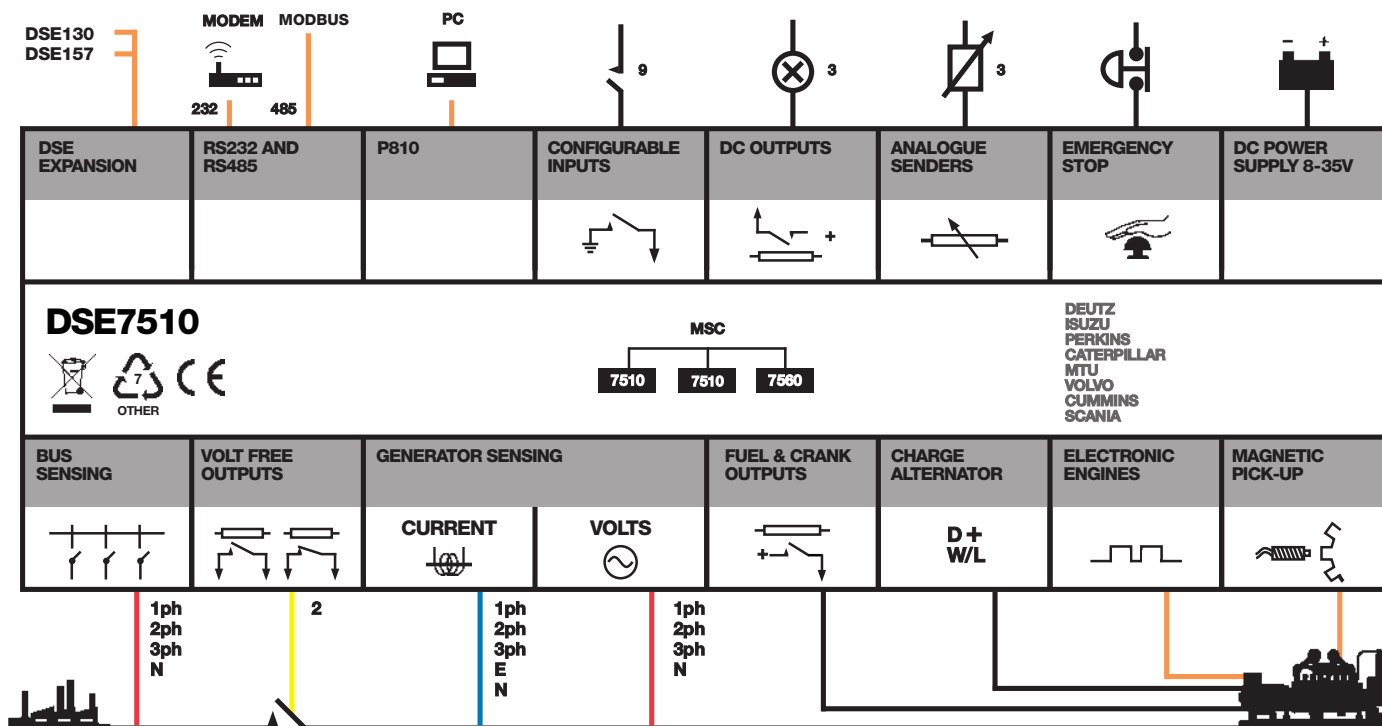 DSE130
DSE157
MODEM
MODBUS
PC
232
485
9
3
3
- +
DSE
EXPANSION
RS232 AND
RS485
P810
CONFIGURABLE
INPUTS
DC OUTPUTS
ANALOGUE
SENDERS
EMERGENCY
STOP
DC POWER
SUPPLY 8-35V
+
DSE7510
7
OTHER
CE
MSC
7510
7510
7560
DEUTZ
ISUZU
PERKINS
CATERPILLAR
MTU
VOLVO
CUMMINS
SCANIA
BUS
SENSING
VOLT FREE
OUTPUTS
GENERATOR SENSING
FUEL & CRANK
OUTPUTS
CHARGE
ALTERNATOR
ELECTRONIC
ENGINES
MAGNETIC
PICK-UP
CURRENT
VOLTS
+
D+
W/L
1ph
2ph
3ph
N
2
1ph
2ph
3ph
E
N
1ph
2ph
3ph
N